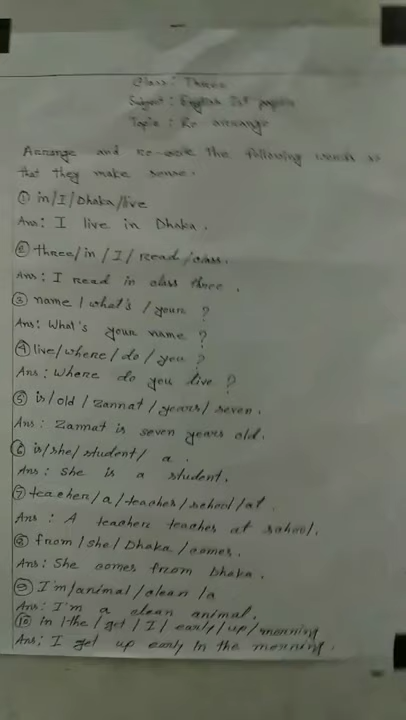 Class: Three
Subject: English 1st paper
Topic: Re arrange
Arrange and re-write the following words so
that they make sense.
① in/I/Dhaka/live
Ans: I live in Dhaka.
② three/in/I/read/class.
Ans: I read in class three.
③ name/what's/your?
Ans: What's your name?
④ live/where/do/you?
Ans: Where do you live?
⑤ is/old/Zannat/years/seven.
Ans: Zannat is seven years old.
⑥ is/she/student/a.
Ans: She is a student.
⑦ teacher/a/teaches/school/at.
Ans: A teacher teaches at school.
⑧ from/she/Dhaka/comes.
Ans: She comes from Dhaka.
⑨ I'm/animal/clean/a
Ans: I'm a clean animal.
⑩ in/the/get/I/early/up/morning
Ans: I get up early in the morning.